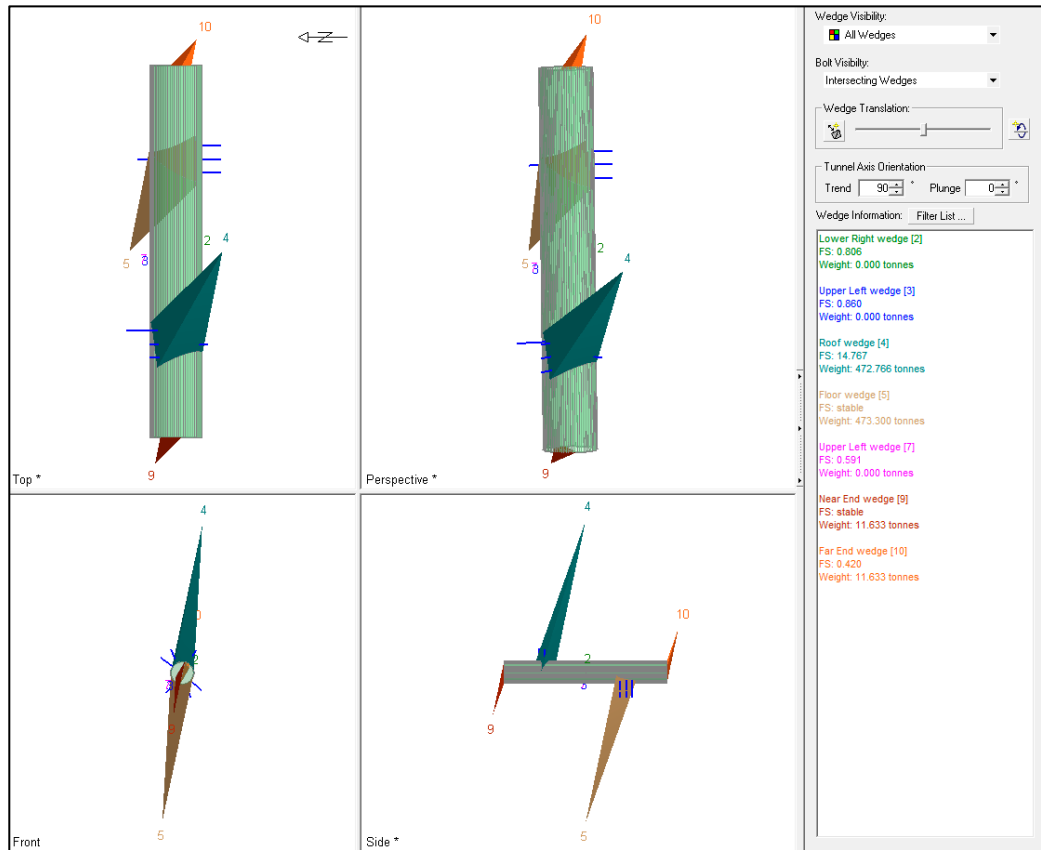 10
5
8
2
4
9
Top *
10
5
8
2
4
9
Perspective *
4
2
9
5
Front
4
10
2
3
9
5
Side *
Wedge Visibility:
All Wedges
Bolt Visibility:
Intersecting Wedges
Wedge Translation:
Tunnel Axis Orientation
Trend 90 ° Plunge 0 °
Wedge Information: Filter List ...
Lower Right wedge [2]
FS: 0.806
Weight: 0.000 tonnes
Upper Left wedge [3]
FS: 0.860
Weight: 0.000 tonnes
Roof wedge [4]
FS: 14.767
Weight: 472.766 tonnes
Floor wedge [5]
FS: stable
Weight: 473.300 tonnes
Upper Left wedge [7]
FS: 0.591
Weight: 0.000 tonnes
Near End wedge [9]
FS: stable
Weight: 11.633 tonnes
Far End wedge [10]
FS: 0.420
Weight: 11.633 tonnes